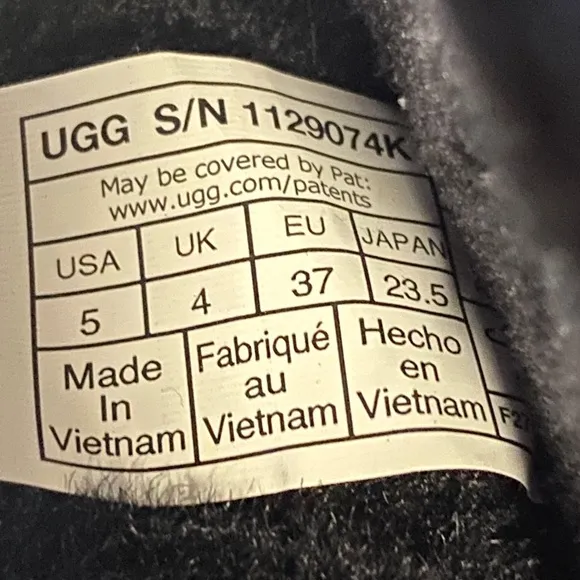 UGG S/N 1129074K
May be covered by Pat:
www.ugg.com/patents
USA UK EU JAPAN
5 4 37 23.5
Made In Vietnam
Fabriqué au Vietnam
Hecho en Vietnam